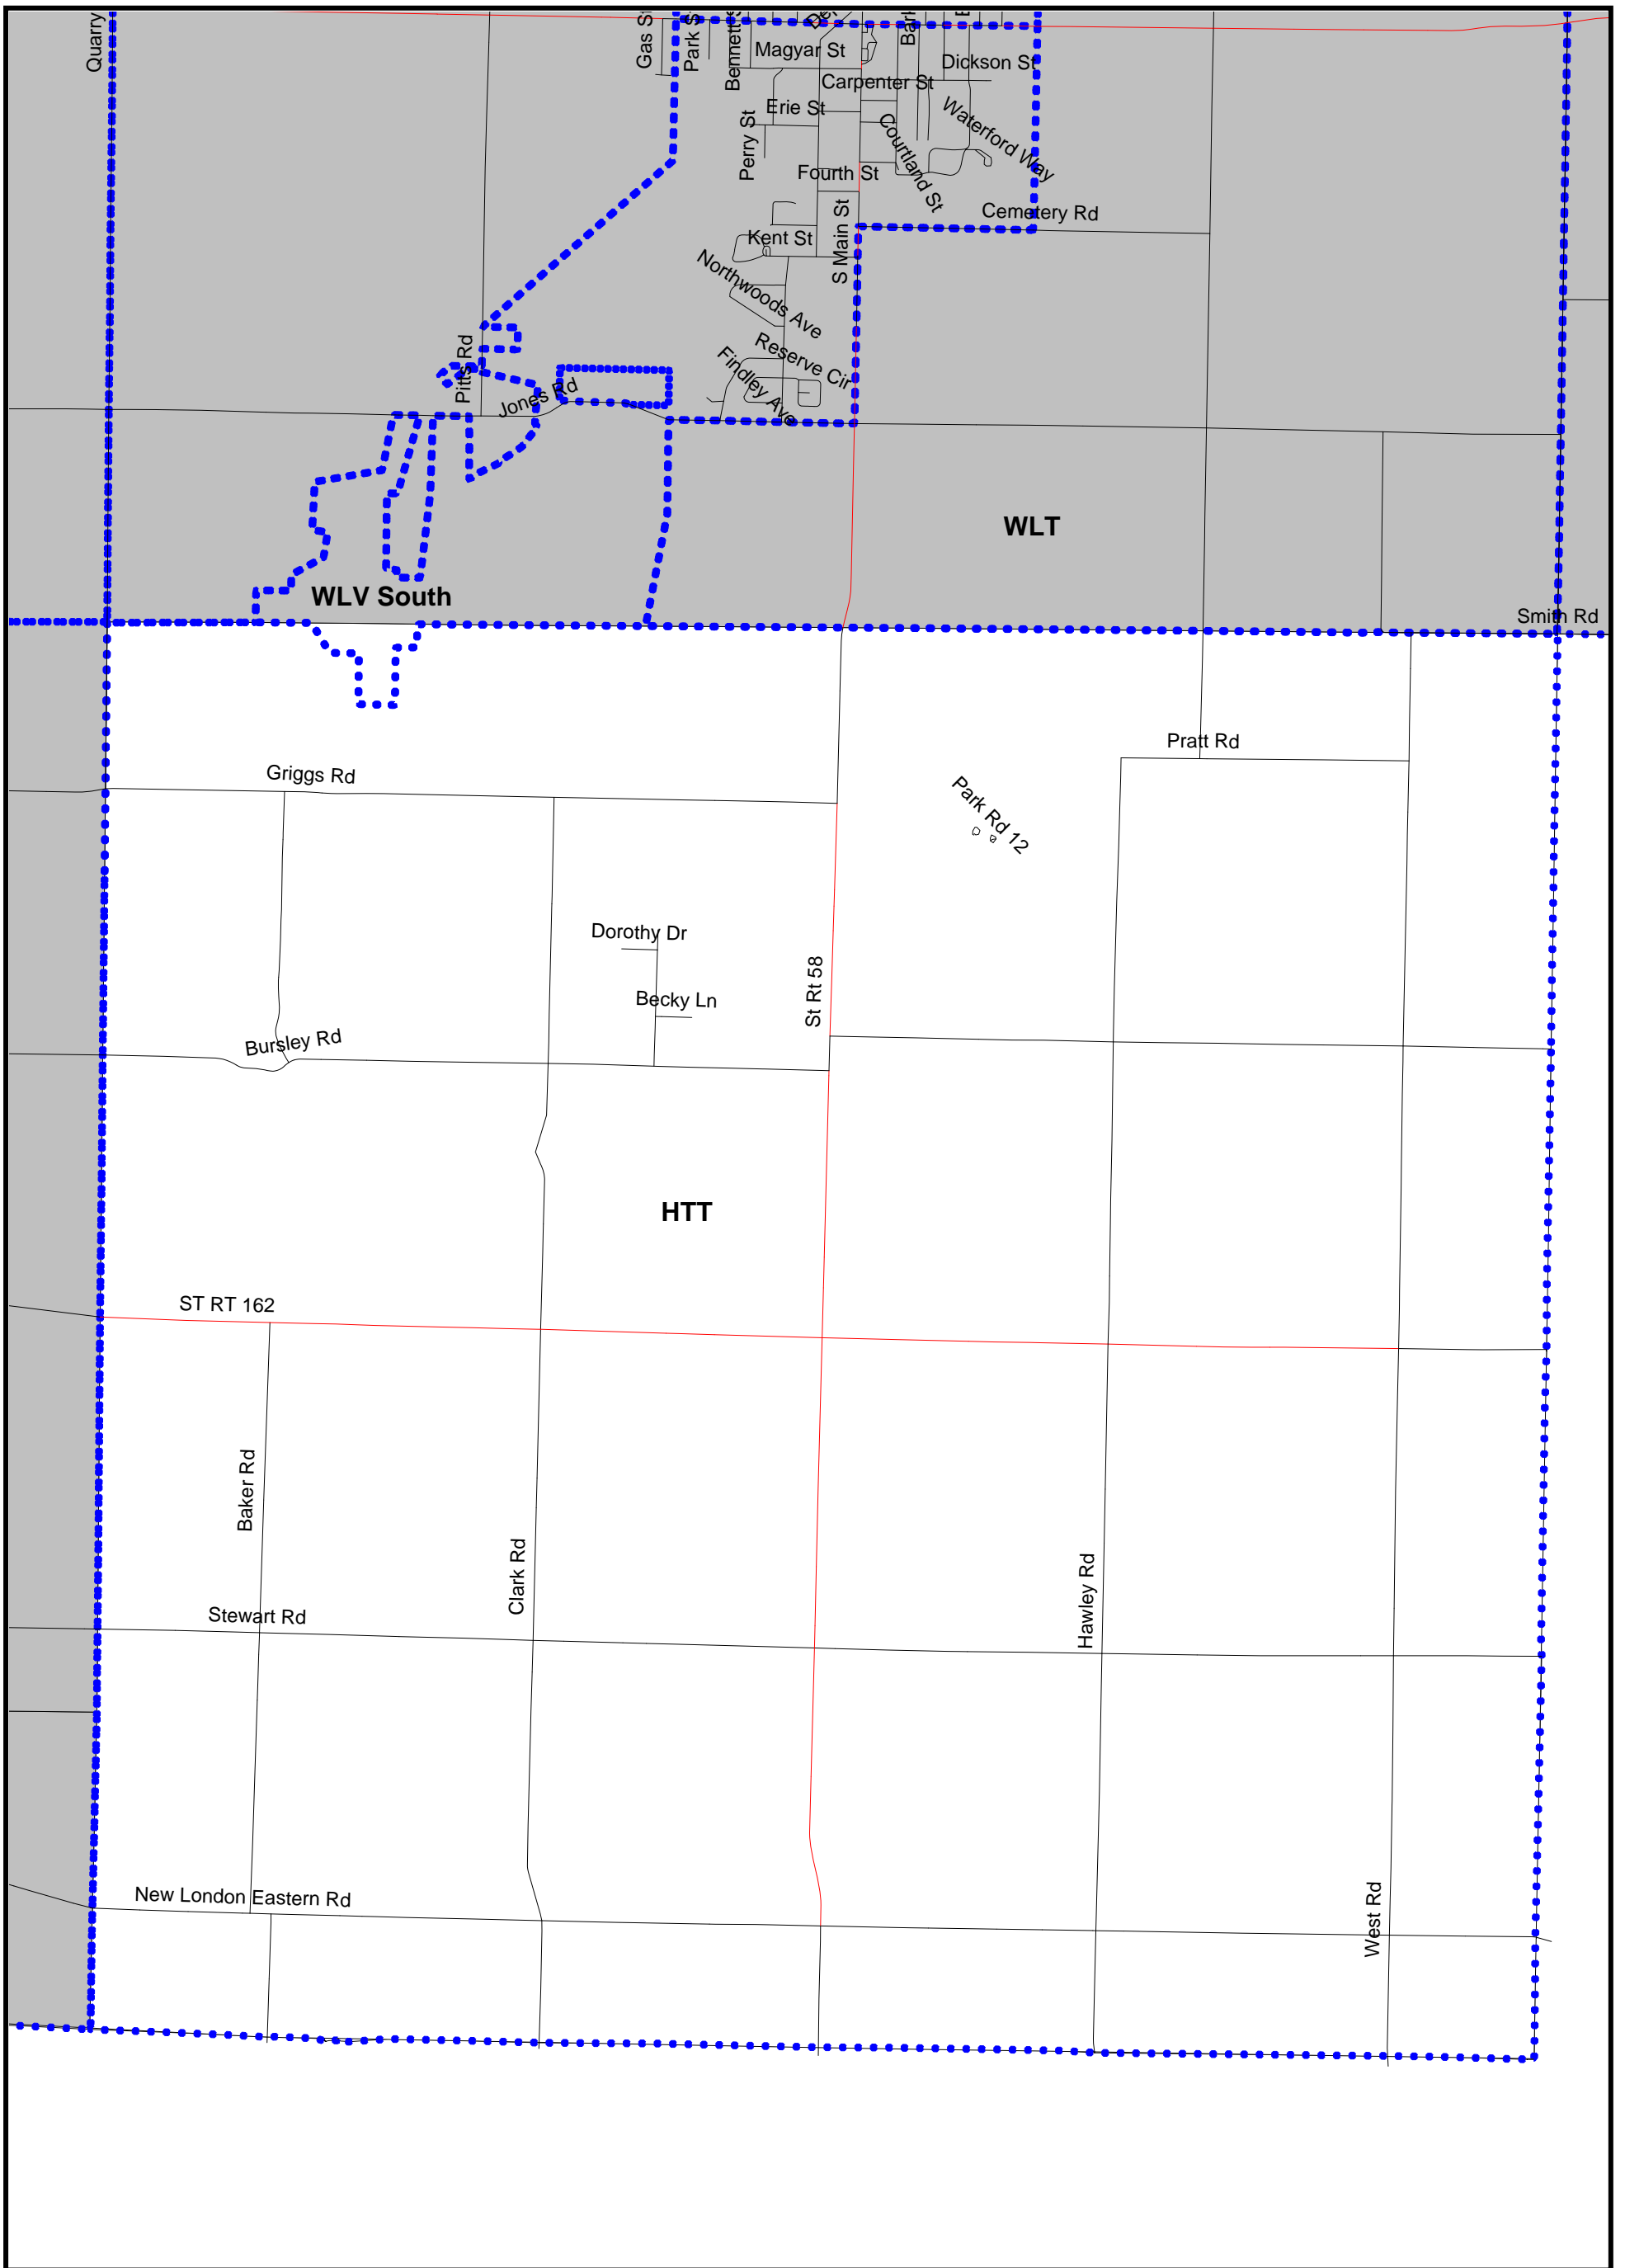 Quarry
Gas St
Park S
Bennett S
Magyar St
Dickson St
Carpenter St
Erie St
Waterford Way
Perry St
Courtland St
Fourth St
Cemetery Rd
S Main St
Kent St
Northwoods Ave
Reserve Cir
Findley Ave
Pitts Rd
Jones Rd
WLT
WLV South
Smith Rd
Pratt Rd
Griggs Rd
Park Rd 12
Dorothy Dr
St Rt 58
Becky Ln
Bursley Rd
HTT
ST RT 162
Baker Rd
Clark Rd
Hawley Rd
Stewart Rd
New London Eastern Rd
West Rd